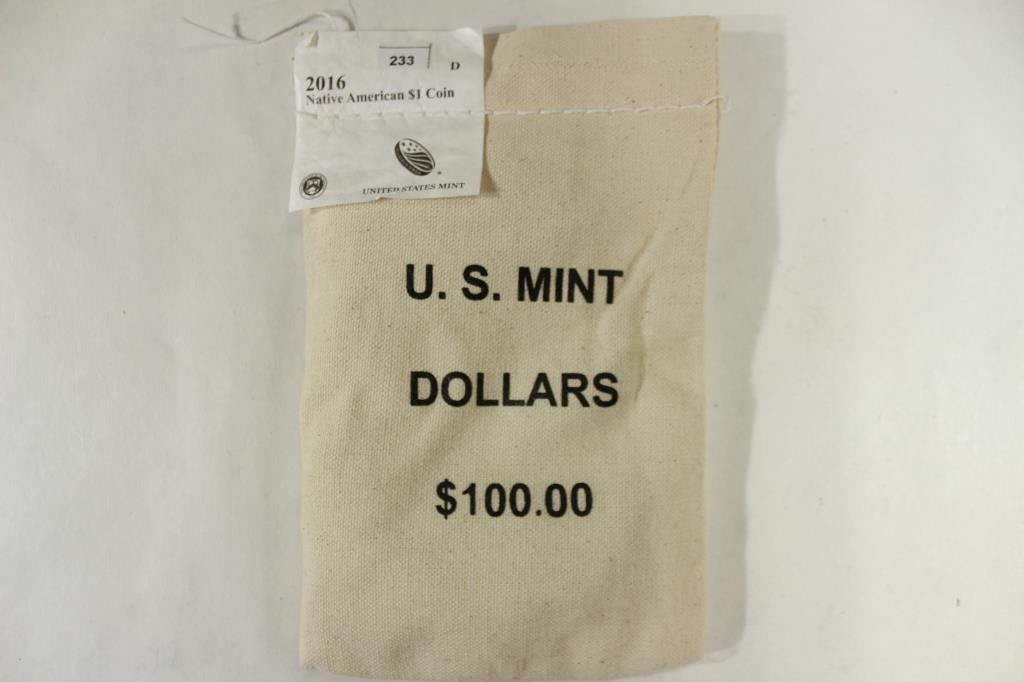 233
D
2016
Native American $1 Coin
UNITED STATES MINT
U. S. MINT
DOLLARS
$100.00